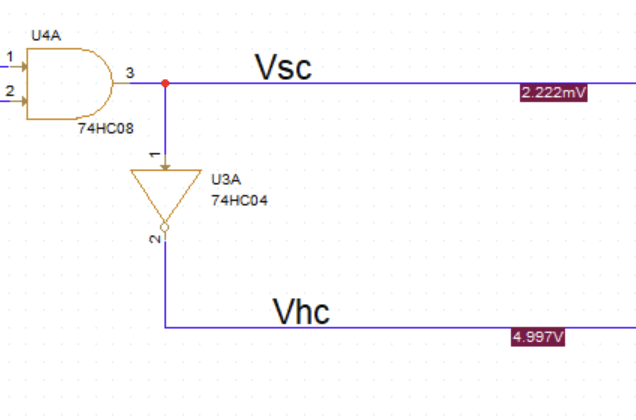 U4A
1
3
Vsc
2
2.222mV
74HC08
1
U3A
74HC04
2
Vhc
4.997V